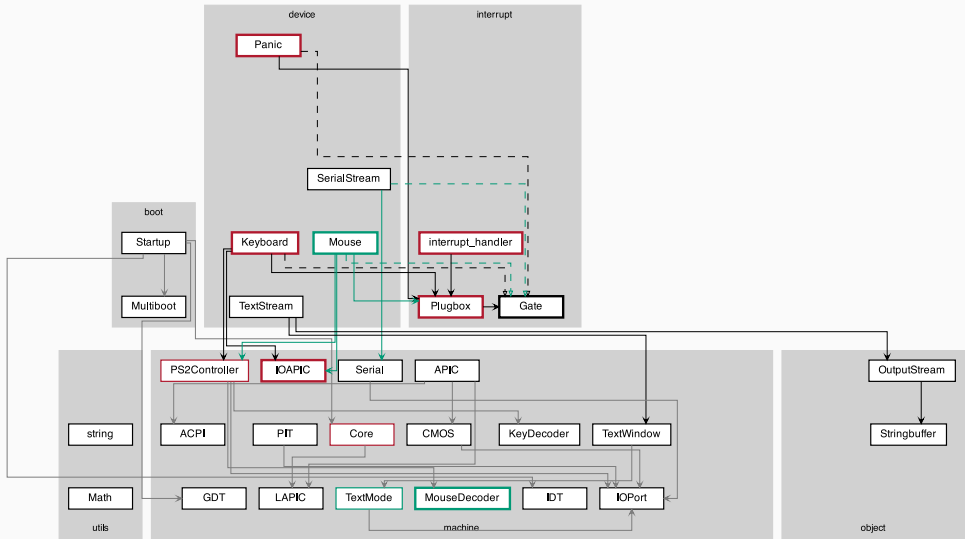 device
interrupt
Panic
SerialStream
boot
Startup
Keyboard
Mouse
interrupt_handler
Multiboot
TextStream
Plugbox
Gate
PS2Controller
IOAPIC
Serial
APIC
OutputStream
string
ACPI
PIT
Core
CMOS
KeyDecoder
TextWindow
Stringbuffer
Math
GDT
LAPIC
TextMode
MouseDecoder
IDT
IOPort
utils
machine
object